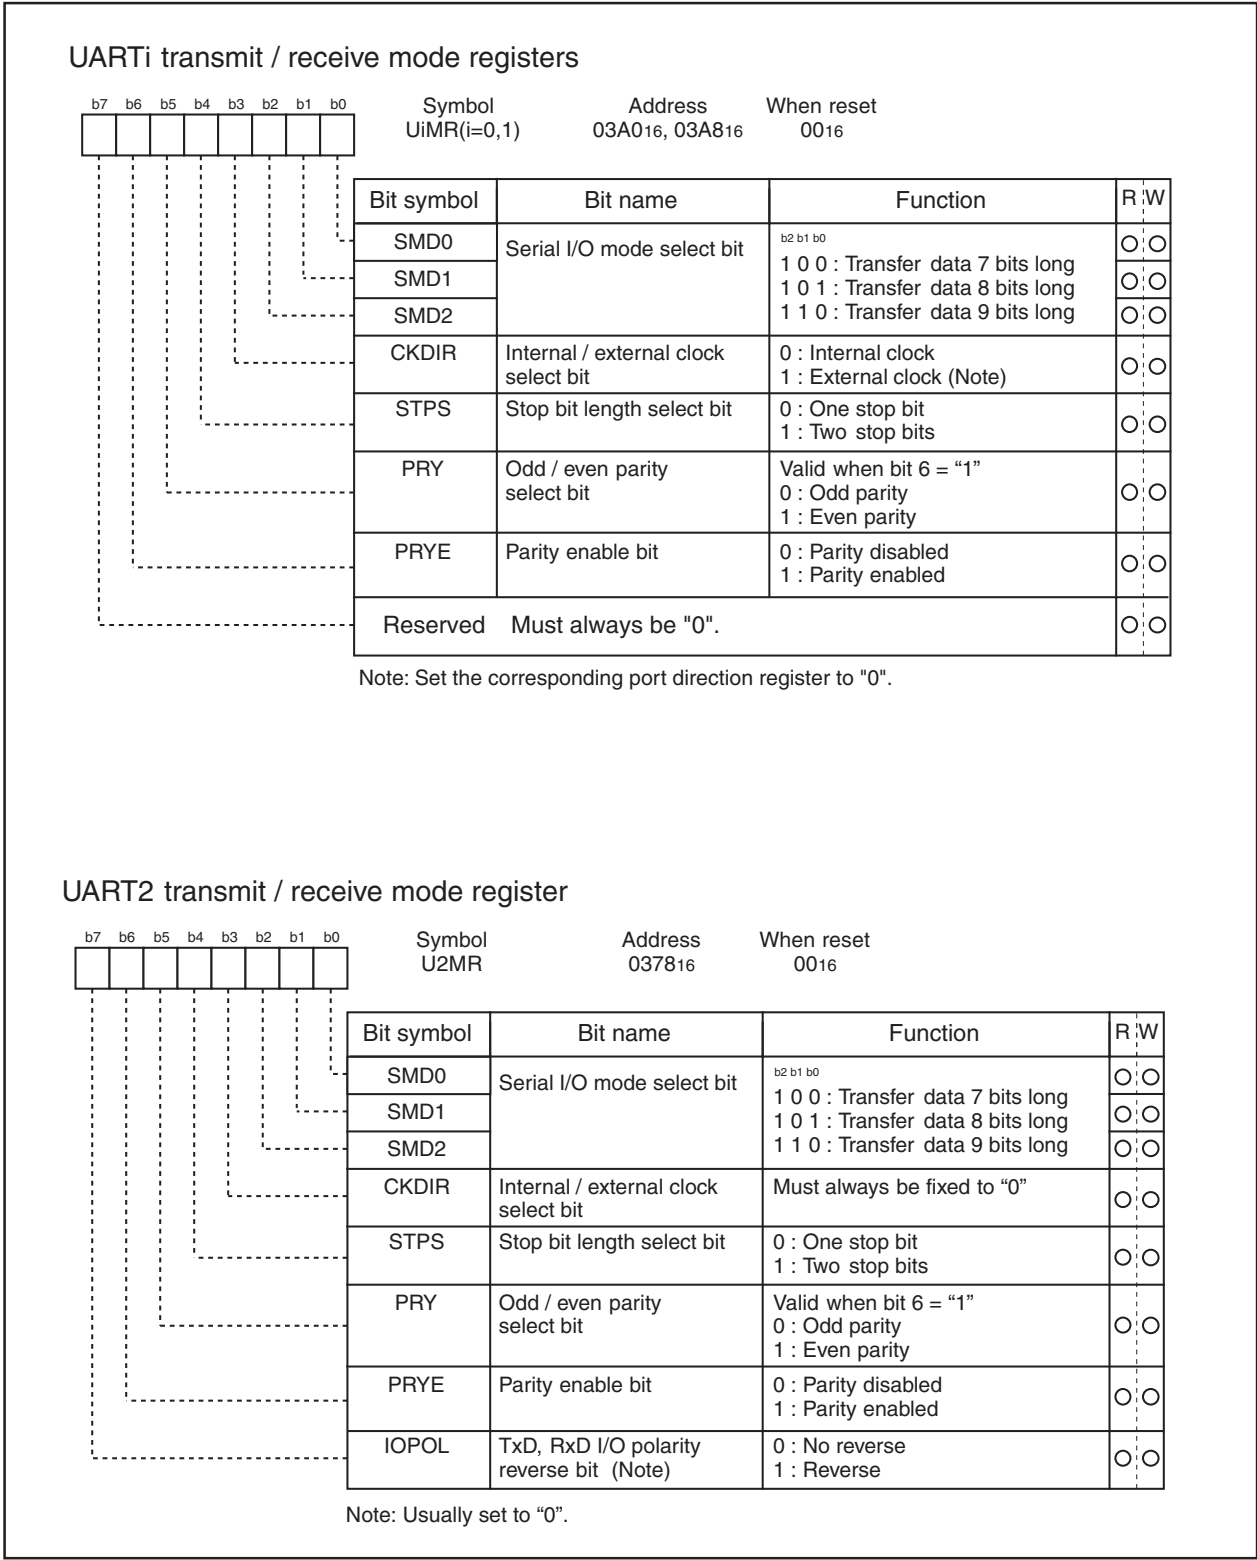 UARTi transmit / receive mode registers
b7 b6 b5 b4 b3 b2 b1 b0
Symbol Address When reset
UiMR(i=0,1) 03A016, 03A816 0016
Bit symbol Bit name Function R W
SMD0 Serial I/O mode select bit b2 b1 b0
1 0 0 : Transfer data 7 bits long
SMD1 1 0 1 : Transfer data 8 bits long
SMD2 1 1 0 : Transfer data 9 bits long
CKDIR Internal / external clock 0 : Internal clock
select bit 1 : External clock (Note)
STPS Stop bit length select bit 0 : One stop bit
1 : Two stop bits
PRY Odd / even parity Valid when bit 6 = “1”
select bit 0 : Odd parity
1 : Even parity
PRYE Parity enable bit 0 : Parity disabled
1 : Parity enabled
Reserved Must always be "0".
Note: Set the corresponding port direction register to "0".
UART2 transmit / receive mode register
b7 b6 b5 b4 b3 b2 b1 b0
Symbol Address When reset
U2MR 037816 0016
Bit symbol Bit name Function R W
SMD0 Serial I/O mode select bit b2 b1 b0
1 0 0 : Transfer data 7 bits long
SMD1 1 0 1 : Transfer data 8 bits long
SMD2 1 1 0 : Transfer data 9 bits long
CKDIR Internal / external clock Must always be fixed to “0”
select bit
STPS Stop bit length select bit 0 : One stop bit
1 : Two stop bits
PRY Odd / even parity Valid when bit 6 = “1”
select bit 0 : Odd parity
1 : Even parity
PRYE Parity enable bit 0 : Parity disabled
1 : Parity enabled
IOPOL TxD, RxD I/O polarity 0 : No reverse
reverse bit (Note) 1 : Reverse
Note: Usually set to “0”.